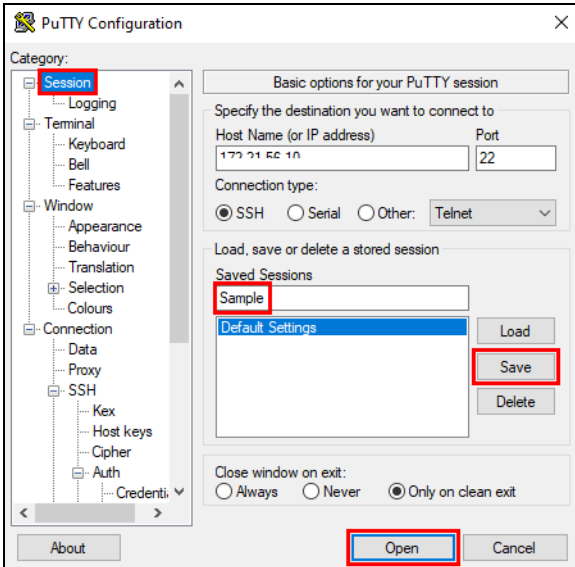 PuTTY Configuration
Category:
Session
Logging
Terminal
Keyboard
Bell
Features
Window
Appearance
Behaviour
Translation
Selection
Colours
Connection
Data
Proxy
SSH
Kex
Host keys
Cipher
Auth
Credenti
Basic options for your PuTTY session
Specify the destination you want to connect to
Host Name (or IP address) Port
22
Connection type:
SSH Serial Other: Telnet
Load, save or delete a stored session
Saved Sessions
Sample
Default Settings
Load
Save
Delete
Close window on exit:
Always Never Only on clean exit
About Open Cancel